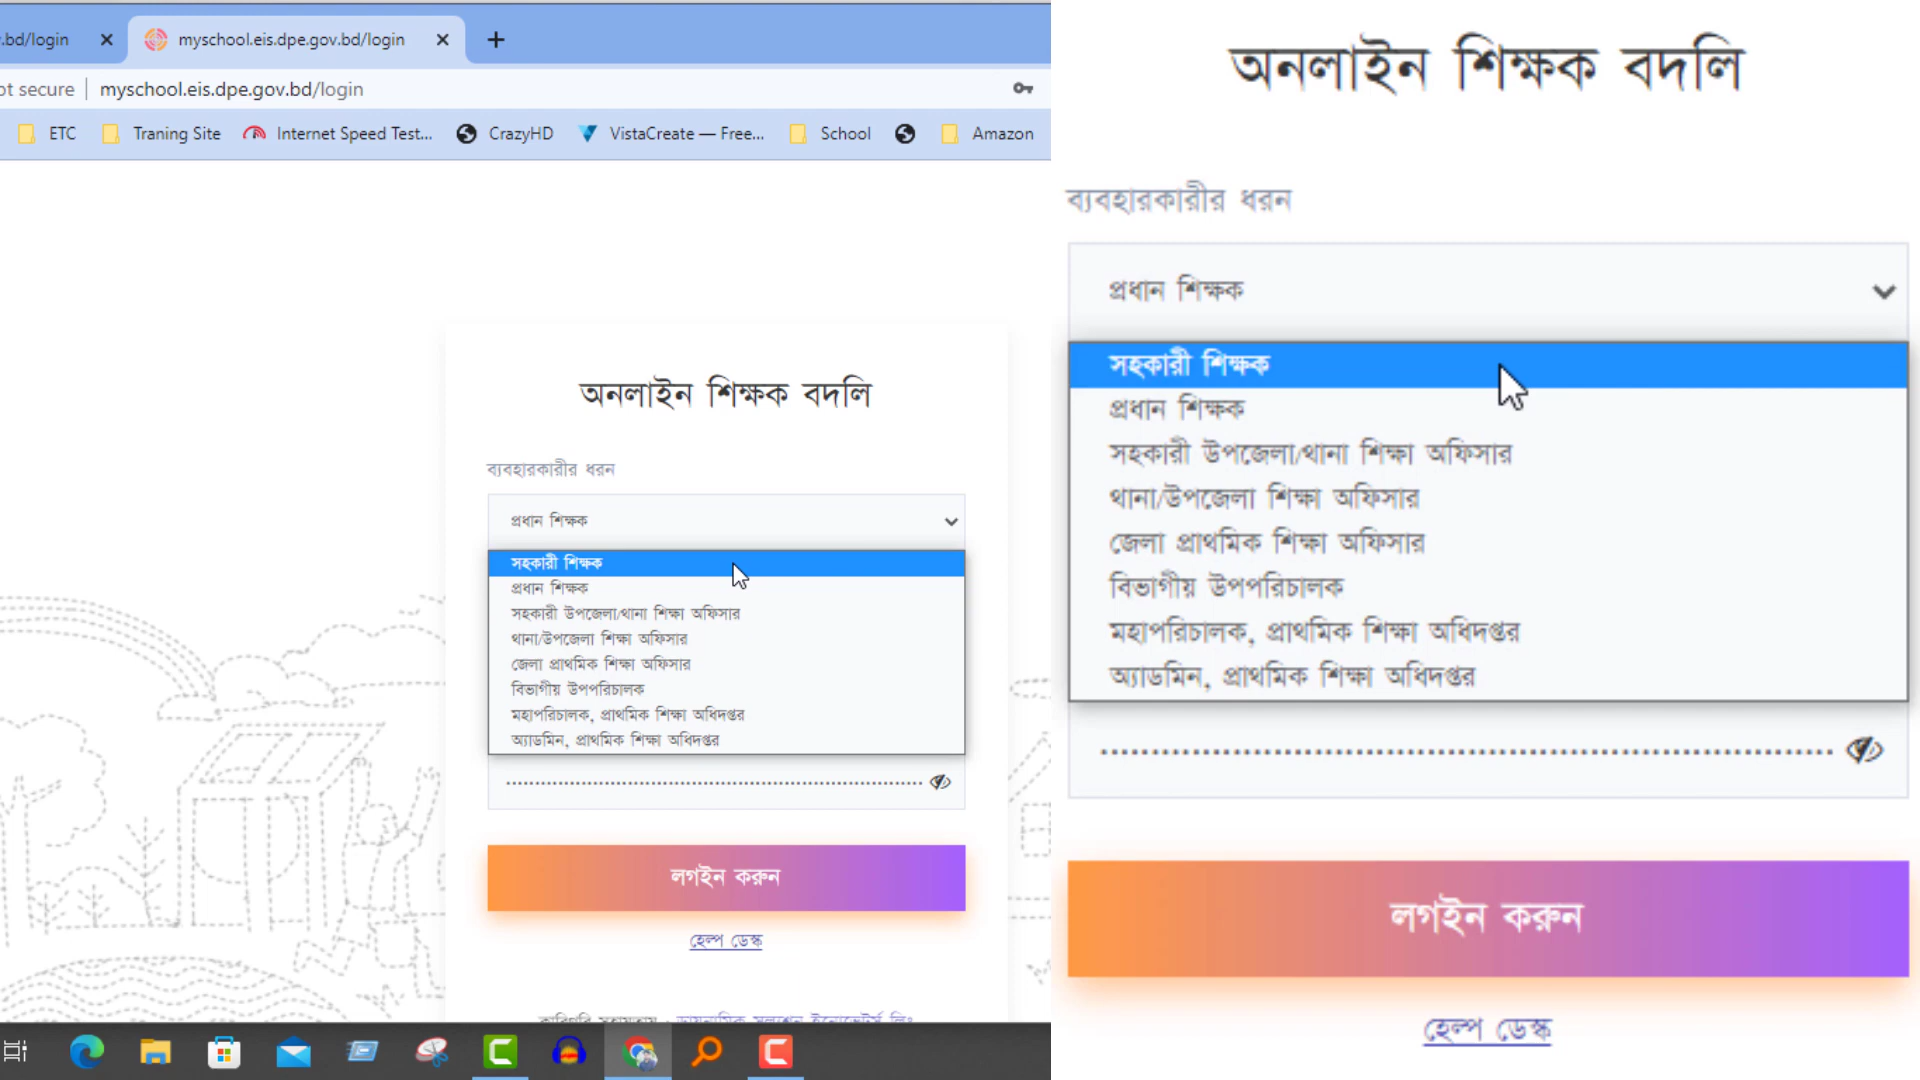 .bd/login
myschool.eis.dpe.gov.bd/login
ot secure
myschool.eis.dpe.gov.bd/login
ETC
Traning Site
Internet Speed Test...
CrazyHD
VistaCreate — Free...
School
Amazon
অনলাইন শিক্ষক বদলি
ব্যবহারকারীর ধরন
প্রধান শিক্ষক
সহকারী শিক্ষক
প্রধান শিক্ষক
সহকারী উপজেলা/থানা শিক্ষা অফিসার
থানা/উপজেলা শিক্ষা অফিসার
জেলা প্রাথমিক শিক্ষা অফিসার
বিভাগীয় উপপরিচালক
মহাপরিচালক, প্রাথমিক শিক্ষা অধিদপ্তর
অ্যাডমিন, প্রাথমিক শিক্ষা অধিদপ্তর
লগইন করুন
হেল্প ডেস্ক
অনলাইন শিক্ষক বদলি
ব্যবহারকারীর ধরন
প্রধান শিক্ষক
সহকারী শিক্ষক
প্রধান শিক্ষক
সহকারী উপজেলা/থানা শিক্ষা অফিসার
থানা/উপজেলা শিক্ষা অফিসার
জেলা প্রাথমিক শিক্ষা অফিসার
বিভাগীয় উপপরিচালক
মহাপরিচালক, প্রাথমিক শিক্ষা অধিদপ্তর
অ্যাডমিন, প্রাথমিক শিক্ষা অধিদপ্তর
লগইন করুন
হেল্প ডেস্ক